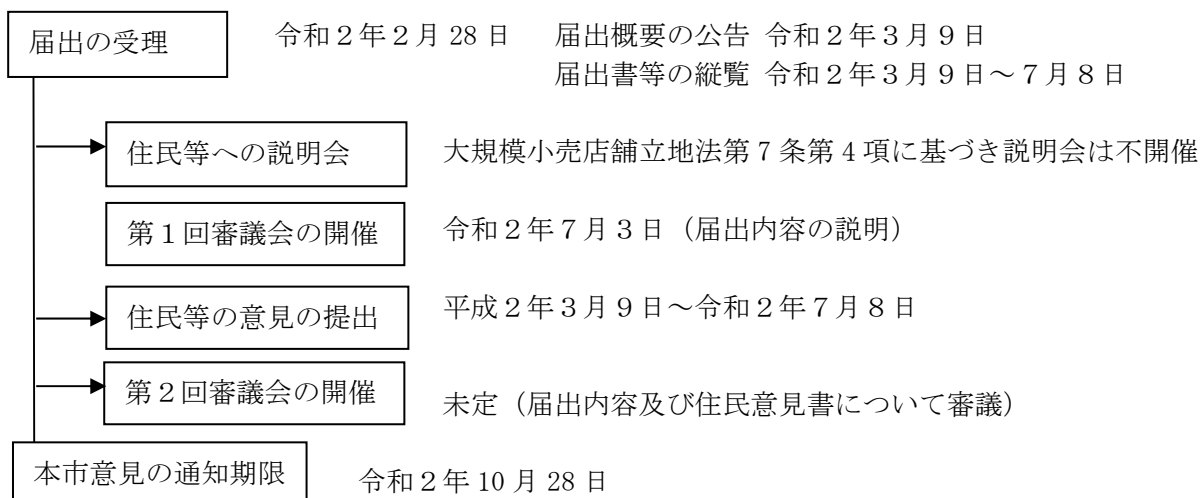 届出の受理　令和２年２月 28 日　届出概要の公告 令和２年３月９日
届出書等の縦覧 令和２年３月９日～７月８日
住民等への説明会　大規模小売店舗立地法第７条第４項に基づき説明会は不開催
第１回審議会の開催　令和２年７月３日（届出内容の説明）
住民等の意見の提出　平成２年３月９日～令和２年７月８日
第２回審議会の開催　未定（届出内容及び住民意見書について審議）
本市意見の通知期限　令和２年 10 月 28 日